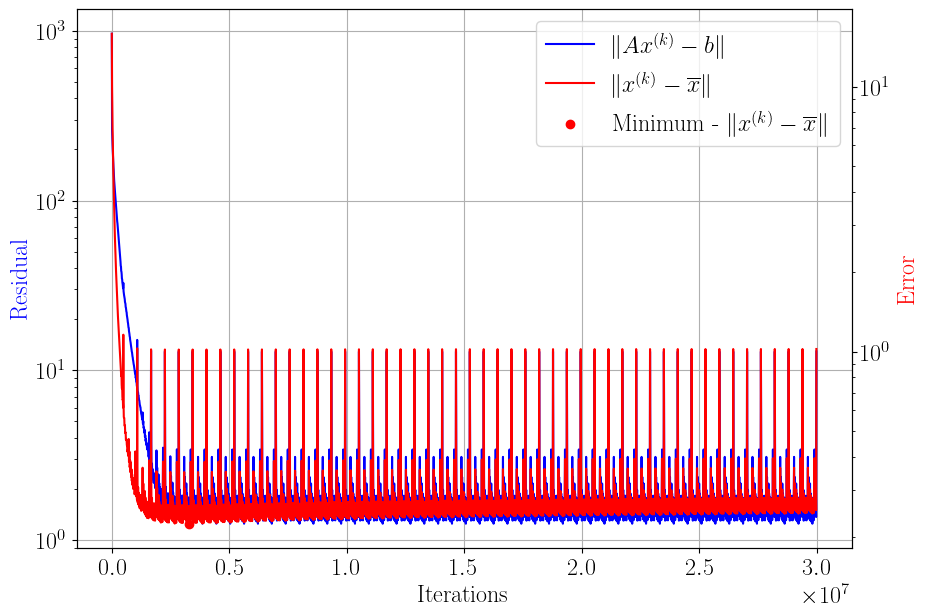 10³
10²
10¹
10⁰
Residual
‖Ax⁽ᵏ⁾ − b‖
‖x⁽ᵏ⁾ − x̅‖
Minimum - ‖x⁽ᵏ⁾ − x̅‖
10¹
10⁰
Error
0.0 0.5 1.0 1.5 2.0 2.5 3.0
Iterations
×10⁷